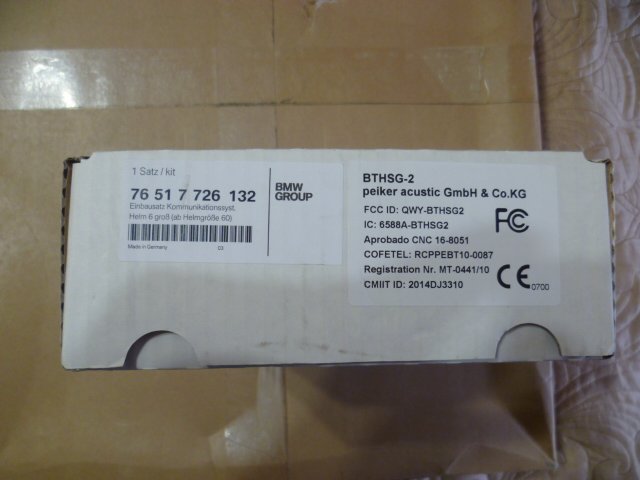 1 Satz / kit
76 51 7 726 132
Einbausatz Kommunikationssyst.
Helm 6 groß (ab Helmgröße 60)
Made in Germany
03
BMW
GROUP
BTHSG-2
peiker acustic GmbH & Co.KG
FCC ID: QWY-BTHSG2
IC: 6588A-BTHSG2
Aprobado CNC 16-8051
COFETEL: RCPPEBT10-0087
Registration Nr. MT-0441/10
CMIIT ID: 2014DJ3310
FC
CE 0700